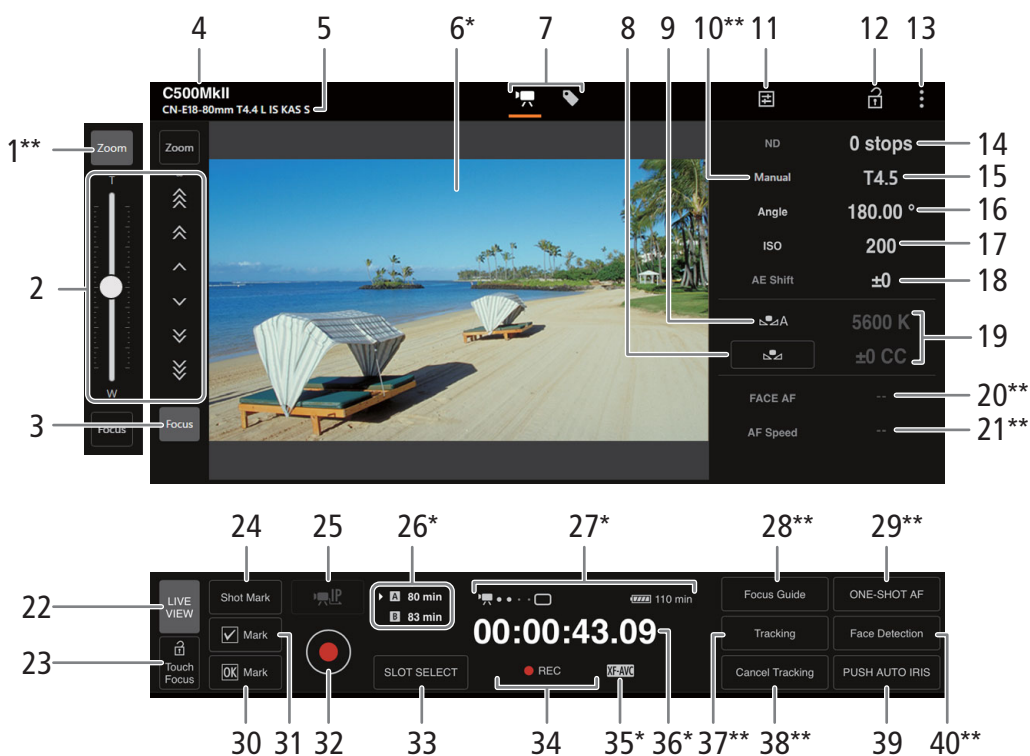 4 5 6* 7 8 9 10** 11 12 13
C500MkII
CN-E18-80mm T4.4 L IS KAS S
1** Zoom Zoom
T
2
W
3 Focus Focus
ND 0 stops 14
Manual T4.5 15
Angle 180.00 ° 16
ISO 200 17
AE Shift ±0 18
A 5600 K
±0 CC 19
FACE AF -- 20**
AF Speed -- 21**
24 25 26* 27* 28** 29**
22 LIVE VIEW Shot Mark IP A 80 min 110 min Focus Guide ONE-SHOT AF
B 83 min
Mark 00:00:43.09 Tracking Face Detection
23 Touch Focus OK Mark SLOT SELECT REC XF-AVC Cancel Tracking PUSH AUTO IRIS
30 31 32 33 34 35* 36* 37** 38** 39 40**